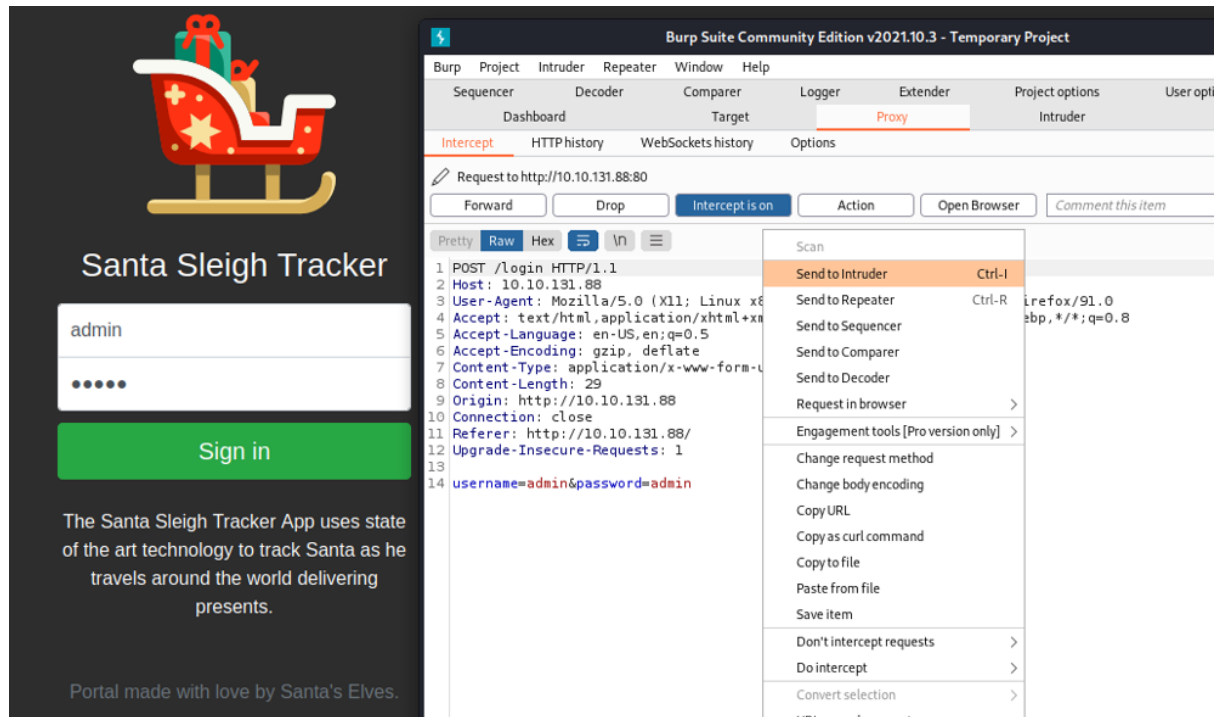 Santa Sleigh Tracker
admin
•••••
Sign in
The Santa Sleigh Tracker App uses state
of the art technology to track Santa as he
travels around the world delivering
presents.
Portal made with love by Santa's Elves.
Burp Suite Community Edition v2021.10.3 - Temporary Project
Burp Project Intruder Repeater Window Help
Sequencer Decoder Comparer Logger Extender Project options User opti
Dashboard Target Proxy Intruder
Intercept HTTP history WebSockets history Options
Request to http://10.10.131.88:80
Forward Drop Intercept is on Action Open Browser Comment this item
Pretty Raw Hex \n
1 POST /login HTTP/1.1
2 Host: 10.10.131.88
3 User-Agent: Mozilla/5.0 (X11; Linux x8 irefox/91.0
4 Accept: text/html,application/xhtml+xm ebp,*/*;q=0.8
5 Accept-Language: en-US,en;q=0.5
6 Accept-Encoding: gzip, deflate
7 Content-Type: application/x-www-form-u
8 Content-Length: 29
9 Origin: http://10.10.131.88
10 Connection: close
11 Referer: http://10.10.131.88/
12 Upgrade-Insecure-Requests: 1
13
14 username=admin&password=admin
Scan
Send to Intruder Ctrl-I
Send to Repeater Ctrl-R
Send to Sequencer
Send to Comparer
Send to Decoder
Request in browser
Engagement tools [Pro version only]
Change request method
Change body encoding
Copy URL
Copy as curl command
Copy to file
Paste from file
Save item
Don't intercept requests
Do intercept
Convert selection